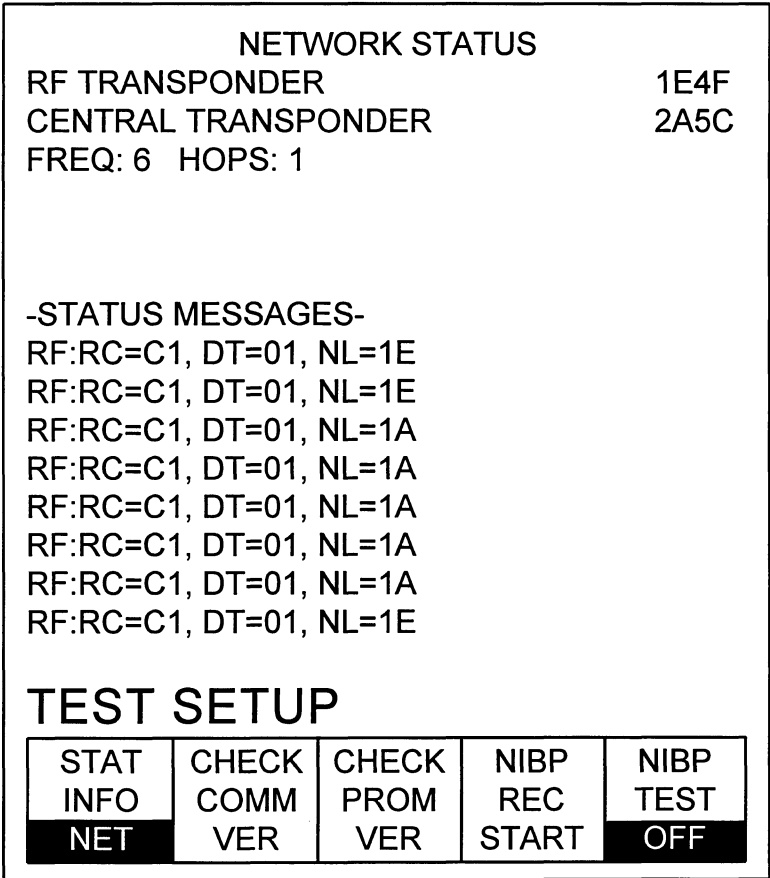 NETWORK STATUS
RF TRANSPONDER 1E4F
CENTRAL TRANSPONDER 2A5C
FREQ: 6 HOPS: 1
-STATUS MESSAGES-
RF:RC=C1, DT=01, NL=1E
RF:RC=C1, DT=01, NL=1E
RF:RC=C1, DT=01, NL=1A
RF:RC=C1, DT=01, NL=1A
RF:RC=C1, DT=01, NL=1A
RF:RC=C1, DT=01, NL=1A
RF:RC=C1, DT=01, NL=1A
RF:RC=C1, DT=01, NL=1E
TEST SETUP
STAT CHECK CHECK NIBP NIBP
INFO COMM PROM REC TEST
NET VER VER START OFF